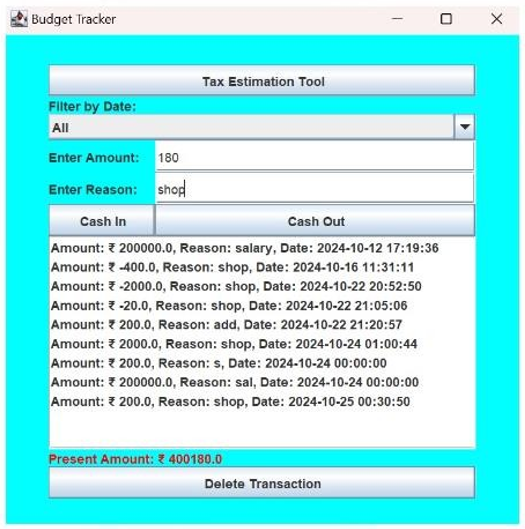 Budget Tracker
Tax Estimation Tool
Filter by Date:
All
Enter Amount: 180
Enter Reason: shop
Cash In Cash Out
Amount: ₹ 200000.0, Reason: salary, Date: 2024-10-12 17:19:36
Amount: ₹ -400.0, Reason: shop, Date: 2024-10-16 11:31:11
Amount: ₹ -2000.0, Reason: shop, Date: 2024-10-22 20:52:50
Amount: ₹ -20.0, Reason: shop, Date: 2024-10-22 21:05:06
Amount: ₹ 200.0, Reason: add, Date: 2024-10-22 21:20:57
Amount: ₹ 2000.0, Reason: shop, Date: 2024-10-24 01:00:44
Amount: ₹ 200.0, Reason: s, Date: 2024-10-24 00:00:00
Amount: ₹ 200000.0, Reason: sal, Date: 2024-10-24 00:00:00
Amount: ₹ 200.0, Reason: shop, Date: 2024-10-25 00:30:50
Present Amount: ₹ 400180.0
Delete Transaction